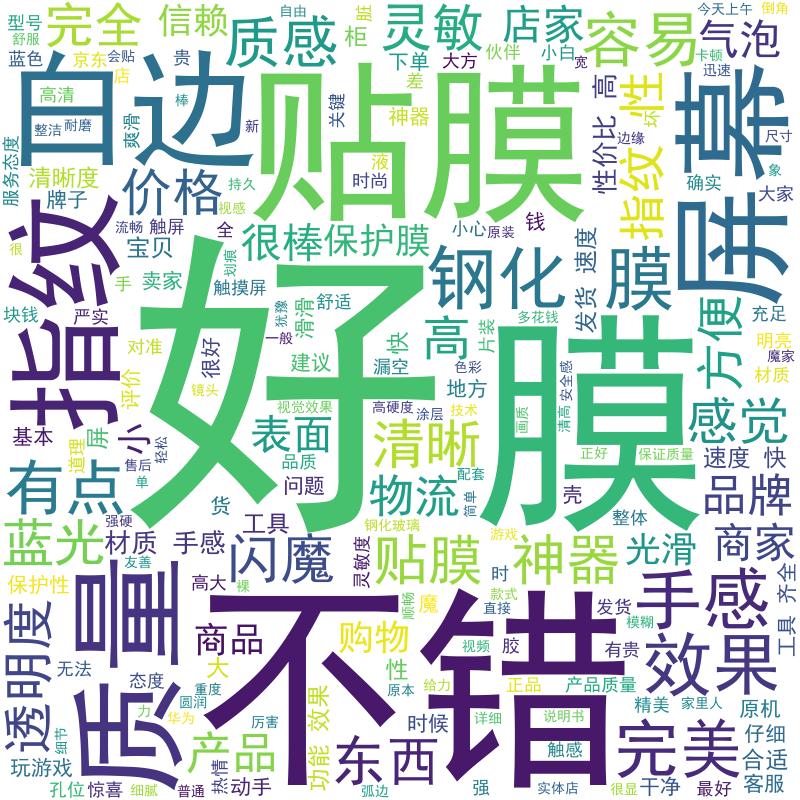 型号
完全
信赖
质感
柜
脏
灵敏
自由
店家
伙伴
小白
容易
今天上午
倒角
气泡
卡顿
迅速
舒服
蓝色
京东
会贴
贵
店
下单
大方
差
宽
高清
棒
关键
神器
高
性
坏
白边
贴膜
屏幕
整洁
耐磨
爽滑
新
液
时尚
性价比
边缘
指纹
尺寸
象
服务态度
清晰度
牌子
价格
持久
视感
确实
大家
指纹
很
流畅
触屏
宝贝
全
很棒
保护膜
小心
原装
钱
钢化
发货
速度
膜
屏幕
充足
手
卖家
触摸屏
划痕
犹豫
滑滑
舒适
快
高
片装
多花钱
方便
明亮
魔家
块钱
严实
对准
很好
一般
建议
漏空
色彩
地方
材质
评价
镜头
视觉效果
高硬度
涂层
技术
画质
清高
安全感
好
膜
感觉
基本
屏
小
道理
售后
单
轻松
表面
品质
清晰
配套
正好
保证质量
速度
快
有点
货
问题
物流
简单
壳
整体
品牌
蓝光
强硬
材质
友善
手感
工具
闪魔
钢化玻璃
灵敏度
贴膜
游戏
神器
时
光滑
商家
保护性
质量
高大
裸
顺畅
魔
款式
直接
发货
模糊
手感
工具
齐全
透明度
商品
不错
购物
视频
胶
有贵
效果
无法
态度
大
性
原本
给力
正品
产品质量
精美
家里人
原机
细节
重度
圆润
力
华为
厉害
效果
时候
详细
说明书
仔细
玩游戏
产品
功能
东西
触感
完美
合适
孔位
惊喜
细腻
普通
热情
动手
弧边
强
实体店
很显
干净
最好
客服